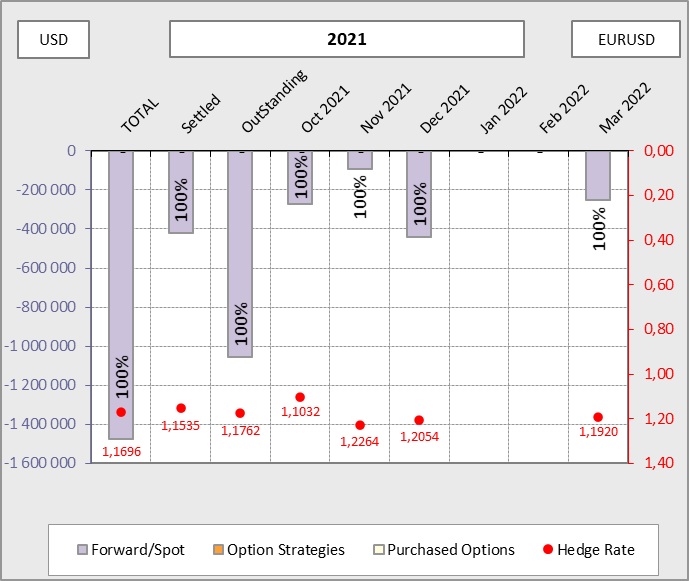 USD
2021
EURUSD
TOTAL
Settled
OutStanding
Oct 2021
Nov 2021
Dec 2021
Jan 2022
Feb 2022
Mar 2022
0
-200 000
-400 000
-600 000
-800 000
-1 000 000
-1 200 000
-1 400 000
-1 600 000
100%
100%
100%
100%
100%
100%
100%
1,1696
1,1535
1,1762
1,1032
1,2264
1,2054
1,1920
0,00
0,20
0,40
0,60
0,80
1,00
1,20
1,40
Forward/Spot
Option Strategies
Purchased Options
Hedge Rate